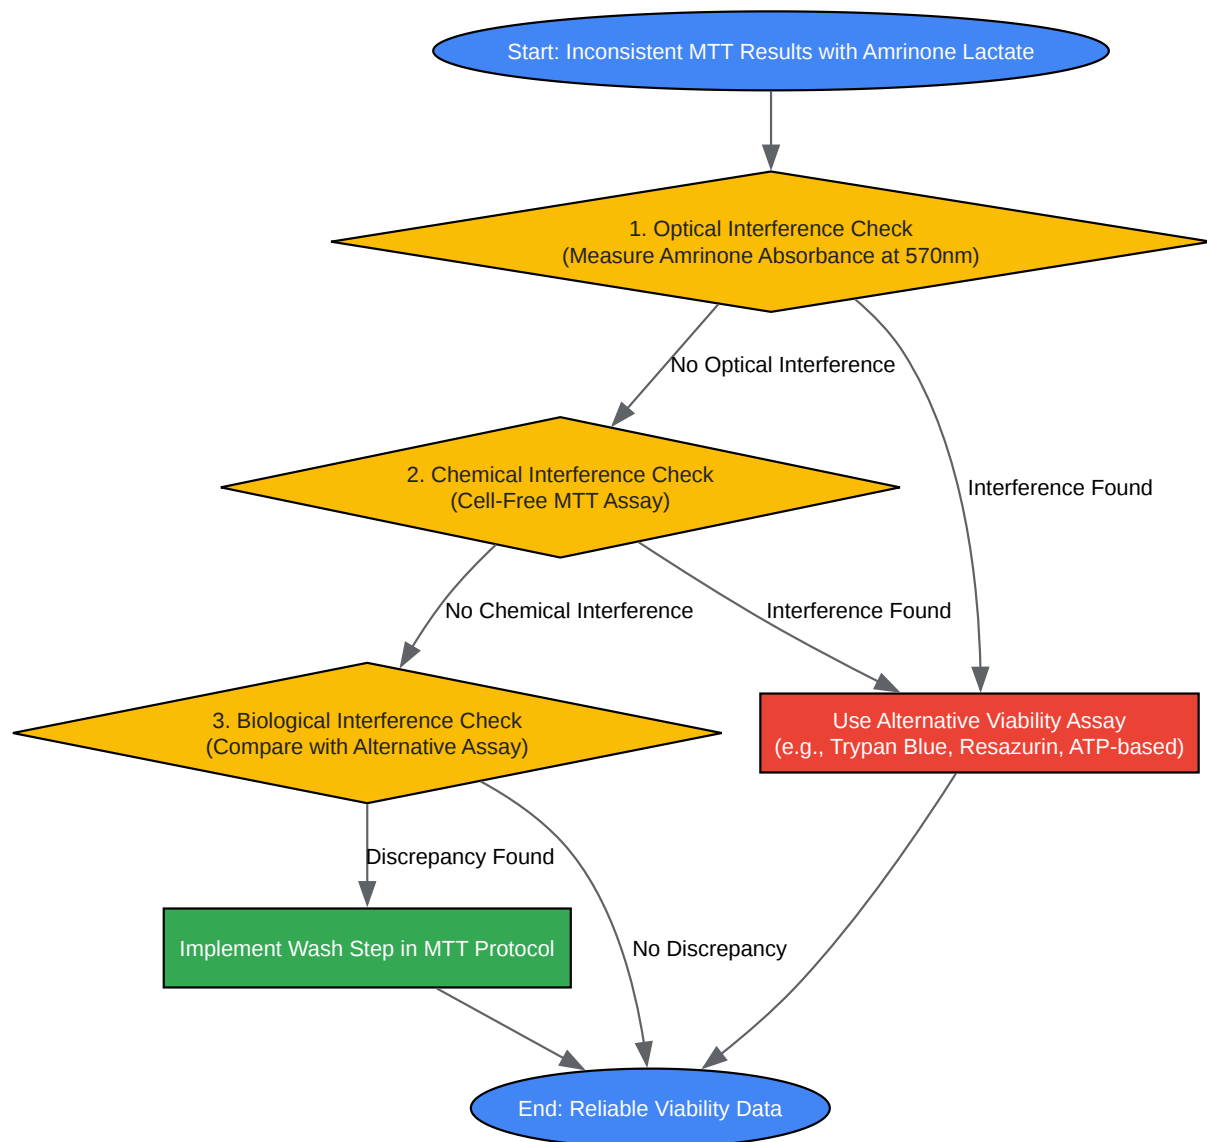 Start: Inconsistent MTT Results with Amrinone Lactate
1. Optical Interference Check
(Measure Amrinone Absorbance at 570nm)
No Optical Interference
2. Chemical Interference Check
(Cell-Free MTT Assay)
Interference Found
No Chemical Interference
Interference Found
3. Biological Interference Check
(Compare with Alternative Assay)
Use Alternative Viability Assay
(e.g., Trypan Blue, Resazurin, ATP-based)
Discrepancy Found
Implement Wash Step in MTT Protocol
No Discrepancy
End: Reliable Viability Data